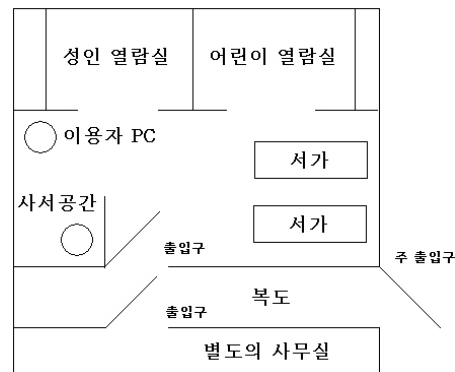 성인 열람실
어린이 열람실
이용자 PC
서가
사서공간
서가
출입구
주 출입구
복도
출입구
별도의 사무실